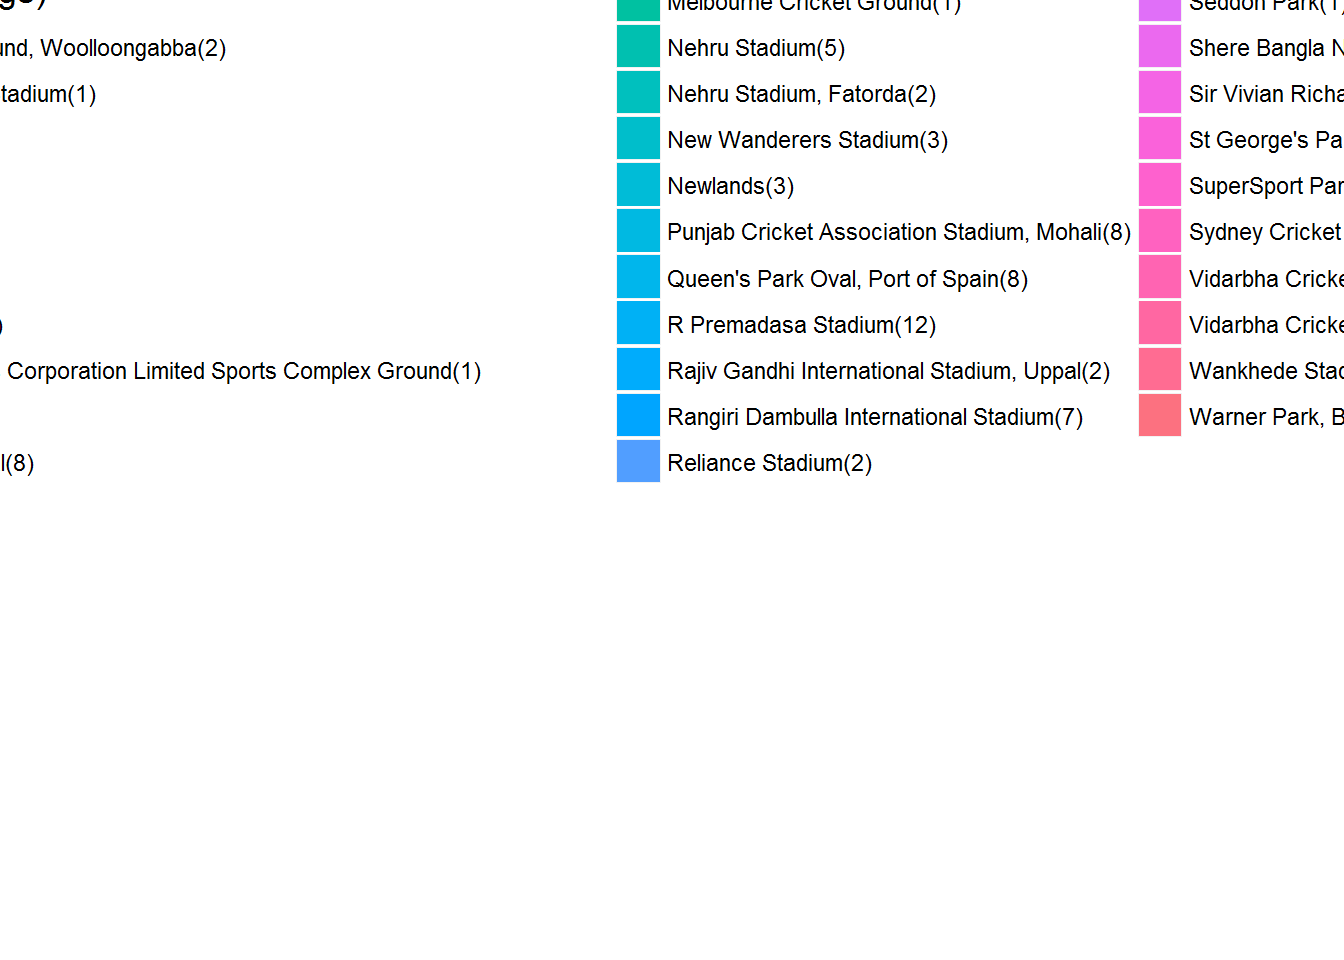 und, Woolloongabba(2)
tadium(1)
)
Corporation Limited Sports Complex Ground(1)
l(8)
Melbourne Cricket Ground(1)
Nehru Stadium(5)
Nehru Stadium, Fatorda(2)
New Wanderers Stadium(3)
Newlands(3)
Punjab Cricket Association Stadium, Mohali(8)
Queen's Park Oval, Port of Spain(8)
R Premadasa Stadium(12)
Rajiv Gandhi International Stadium, Uppal(2)
Rangiri Dambulla International Stadium(7)
Reliance Stadium(2)
Seddon Park(1)
Shere Bangla N
Sir Vivian Richa
St George's Pa
SuperSport Par
Sydney Cricket
Vidarbha Cricke
Vidarbha Cricke
Wankhede Stad
Warner Park, B